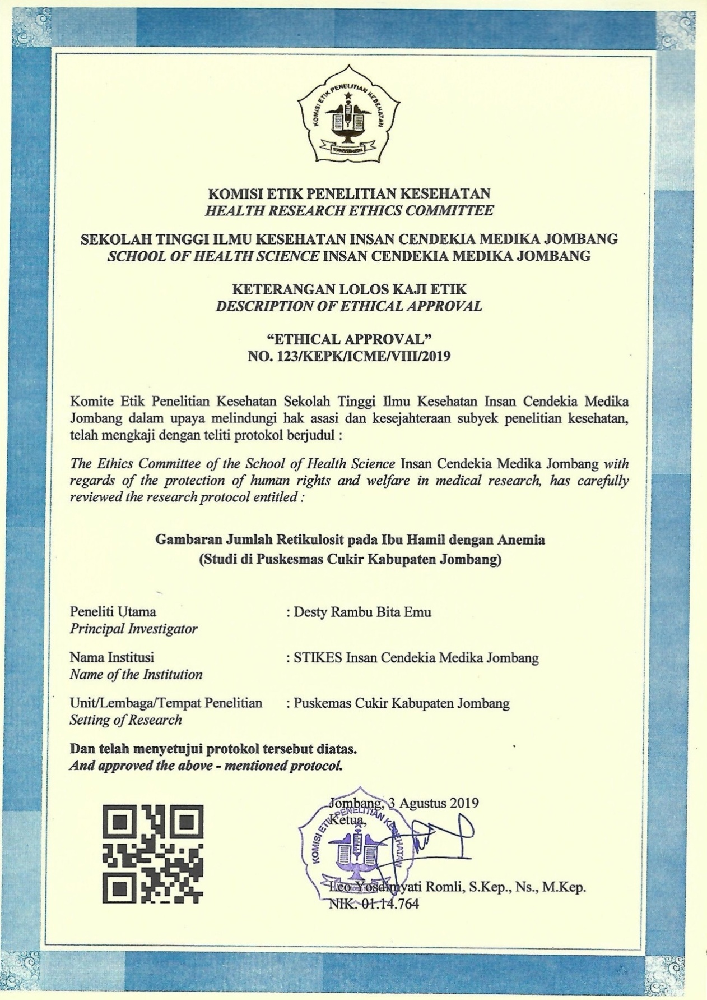 KOMISI ETIK PENELITIAN KESEHATAN
KOMISI ETIK PENELITIAN KESEHATAN
HEALTH RESEARCH ETHICS COMMITTEE
SEKOLAH TINGGI ILMU KESEHATAN INSAN CENDEKIA MEDIKA JOMBANG
SCHOOL OF HEALTH SCIENCE INSAN CENDEKIA MEDIKA JOMBANG
KETERANGAN LOLOS KAJI ETIK
DESCRIPTION OF ETHICAL APPROVAL
“ETHICAL APPROVAL”
NO. 123/KEPK/ICME/VIII/2019
Komite Etik Penelitian Kesehatan Sekolah Tinggi Ilmu Kesehatan Insan Cendekia Medika
Jombang dalam upaya melindungi hak asasi dan kesejahteraan subyek penelitian kesehatan,
telah mengkaji dengan teliti protokol berjudul :
The Ethics Committee of the School of Health Science Insan Cendekia Medika Jombang with
regards of the protection of human rights and welfare in medical research, has carefully
reviewed the research protocol entitled :
Gambaran Jumlah Retikulosit pada Ibu Hamil dengan Anemia
(Studi di Puskesmas Cukir Kabupaten Jombang)
Peneliti Utama : Desty Rambu Bita Emu
Principal Investigator
Nama Institusi : STIKES Insan Cendekia Medika Jombang
Name of the Institution
Unit/Lembaga/Tempat Penelitian : Puskemas Cukir Kabupaten Jombang
Setting of Research
Dan telah menyetujui protokol tersebut diatas.
And approved the above - mentioned protocol.
Jombang, 3 Agustus 2019
Ketua,
KOMISI ETIK PENELITIAN KESEHATAN
Leo Yosdimyati Romli, S.Kep., Ns., M.Kep.
NIK. 01.14.764